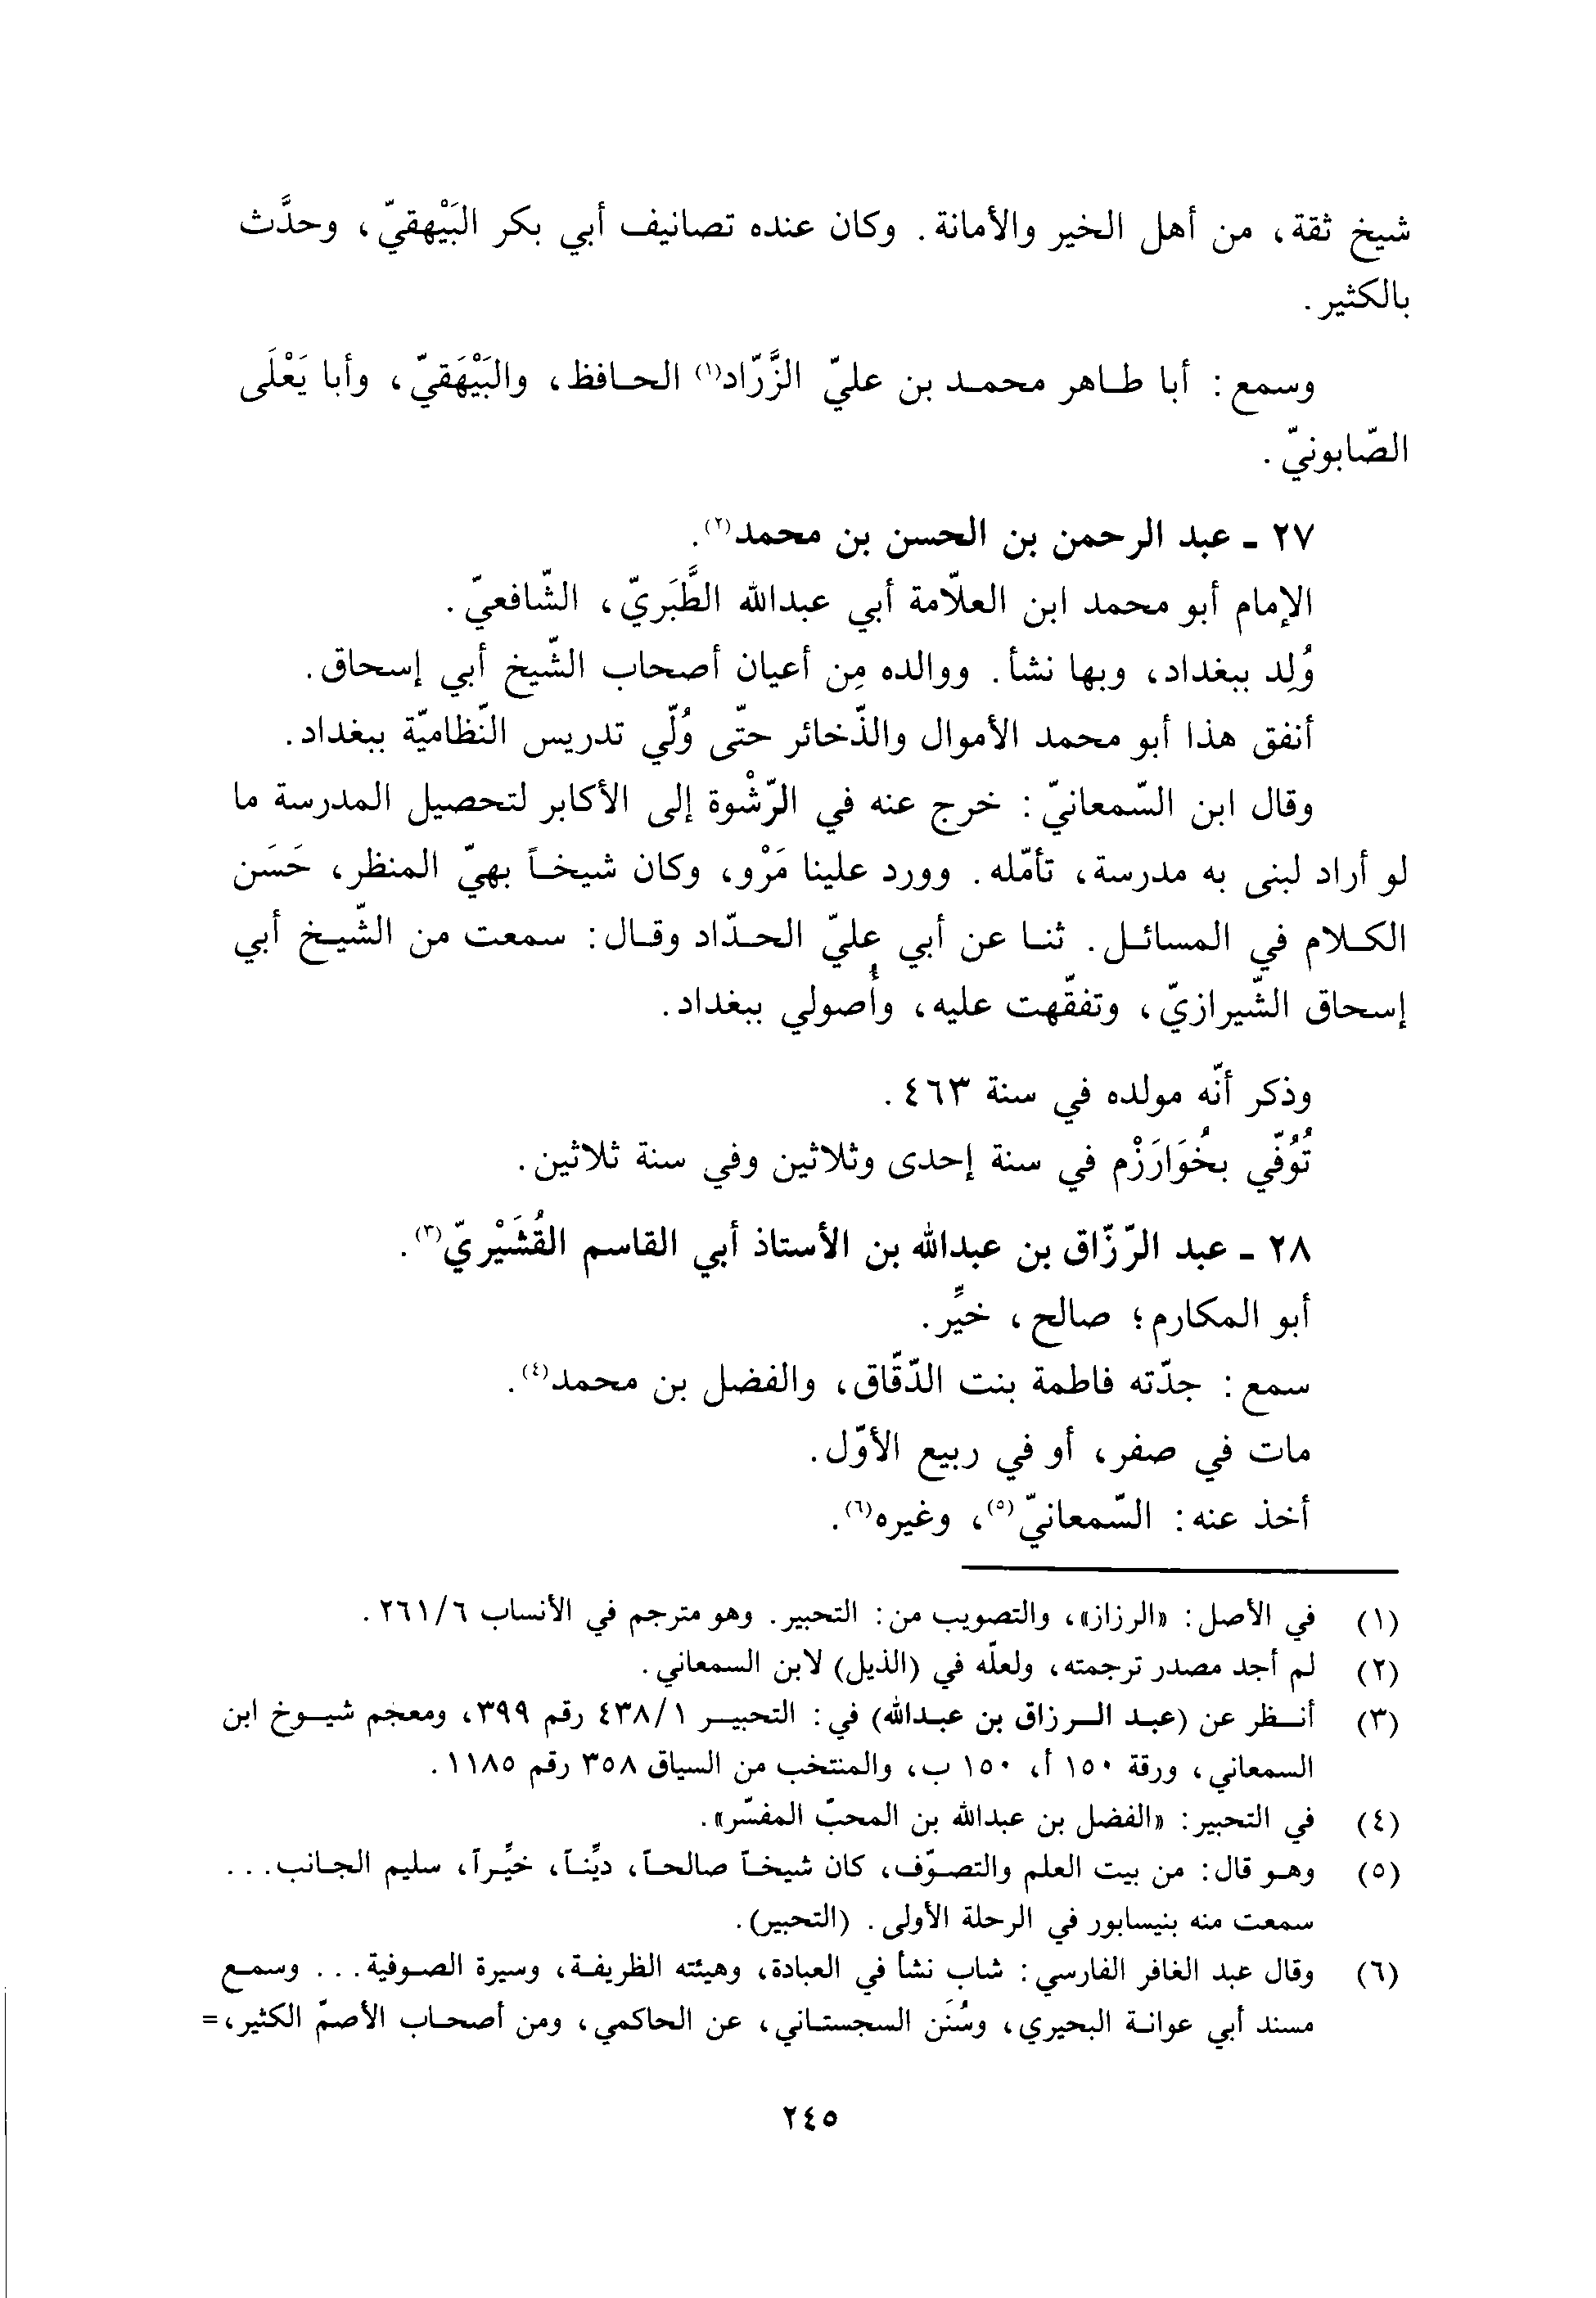 شيخ ثقة، من أهل الخير والأمانة. وكان عنده تصانيف أبي بكر البَيْهقيّ، وحدَّث
بالكثير.
وسمع: أبا طاهر محمد بن عليّ الزَّرّاد(١) الحافظ، والبَيْهَقيّ، وأبا يَعْلَى
الصّابونيّ.
٢٧ - عبد الرحمن بن الحسن بن محمد(٢).
الإمام أبو محمد ابن العلاّمة أبي عبدالله الطَّبَريّ، الشّافعيّ.
وُلِد ببغداد، وبها نشأ. ووالده مِن أعيان أصحاب الشّيخ أبي إسحاق.
أنفق هذا أبو محمد الأموال والذّخائر حتّى وُلّي تدريس النّظاميّة ببغداد.
وقال ابن السّمعانيّ: خرج عنه في الرّشْوة إلى الأكابر لتحصيل المدرسة ما
لو أراد لبنى به مدرسة، تأمّله. وورد علينا مَرْو، وكان شيخاً بهيّ المنظر، حَسَن
الكلام في المسائل. ثنا عن أبي عليّ الحدّاد وقال: سمعت من الشّيخ أبي
إسحاق الشّيرازيّ، وتفقّهت عليه، وأُصولي ببغداد.
وذكر أنّه مولده في سنة ٤٦٣.
تُوُفّي بخُوَارَزْم في سنة إحدى وثلاثين وفي سنة ثلاثين.
٢٨ - عبد الرّزّاق بن عبدالله بن الأستاذ أبي القاسم القُشَيْريّ(٣).
أبو المكارم؛ صالح، خيِّر.
سمع: جدّته فاطمة بنت الدّقّاق، والفضل بن محمد(٤).
مات في صفر، أو في ربيع الأوّل.
أخذ عنه: السّمعانيّ(٥)، وغيره(٦).
(١) في الأصل: «الرزاز»، والتصويب من: التحبير. وهو مترجم في الأنساب ٢٦١/٦.
(٢) لم أجد مصدر ترجمته، ولعلّه في (الذيل) لابن السمعاني.
(٣) أنظر عن (عبد الرزاق بن عبدالله) في: التحبير ٤٣٨/١ رقم ٣٩٩، ومعجم شيوخ ابن
السمعاني، ورقة ١٥٠ أ، ١٥٠ ب، والمنتخب من السياق ٣٥٨ رقم ١١٨٥.
(٤) في التحبير: «الفضل بن عبدالله بن المحبّ المفسّر».
(٥) وهو قال: من بيت العلم والتصوّف، كان شيخاً صالحاً، ديِّناً، خيِّراً، سليم الجانب...
سمعت منه بنيسابور في الرحلة الأولى. (التحبير).
(٦) وقال عبد الغافر الفارسي: شاب نشأ في العبادة، وهيئته الظريفة، وسيرة الصوفية... وسمع
مسند أبي عوانة البحيري، وسُنَن السجستاني، عن الحاكمي، ومن أصحاب الأصمّ الكثير،=
٢٤٥